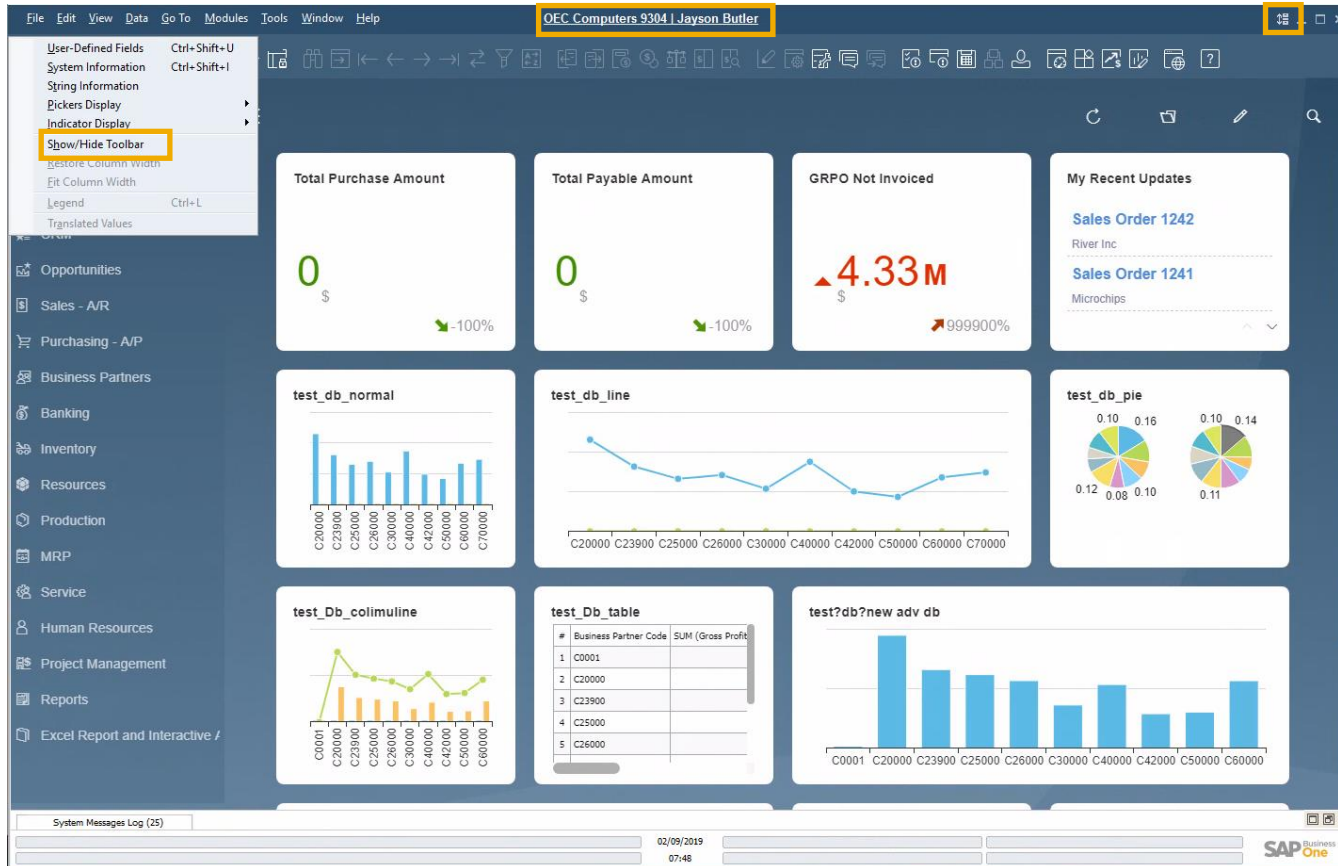 File Edit View Data Go To Modules Tools Window Help
OEC Computers 9304 | Jayson Butler
User-Defined Fields Ctrl+Shift+U
System Information Ctrl+Shift+I
String Information
Pickers Display
Indicator Display
Show/Hide Toolbar
Restore Column Width
Fit Column Width
Legend Ctrl+L
Translated Values
CRM
Opportunities
Sales - A/R
Purchasing - A/P
Business Partners
Banking
Inventory
Resources
Production
MRP
Service
Human Resources
Project Management
Reports
Excel Report and Interactive
Total Purchase Amount
0
$
-100%
Total Payable Amount
0
$
-100%
GRPO Not Invoiced
4.33 M
$
999900%
My Recent Updates
Sales Order 1242
River Inc
Sales Order 1241
Microchips
test_db_normal
C20000 C23900 C25000 C26000 C30000 C40000 C42000 C50000 C60000 C70000
test_db_line
C20000 C23900 C25000 C26000 C30000 C40000 C42000 C50000 C60000 C70000
test_db_pie
0.10 0.16 0.10 0.14
0.12 0.08 0.10 0.11
test_Db_colimuline
C0001 C20000 C23900 C25000 C26000 C30000 C40000 C42000 C50000 C60000
test_Db_table
# Business Partner Code SUM (Gross Profit
1 C0001
2 C20000
3 C23900
4 C25000
5 C26000
test?db?new adv db
C0001 C20000 C23900 C25000 C26000 C30000 C40000 C42000 C50000 C60000
System Messages Log (25)
02/09/2019
07:48
SAP Business One